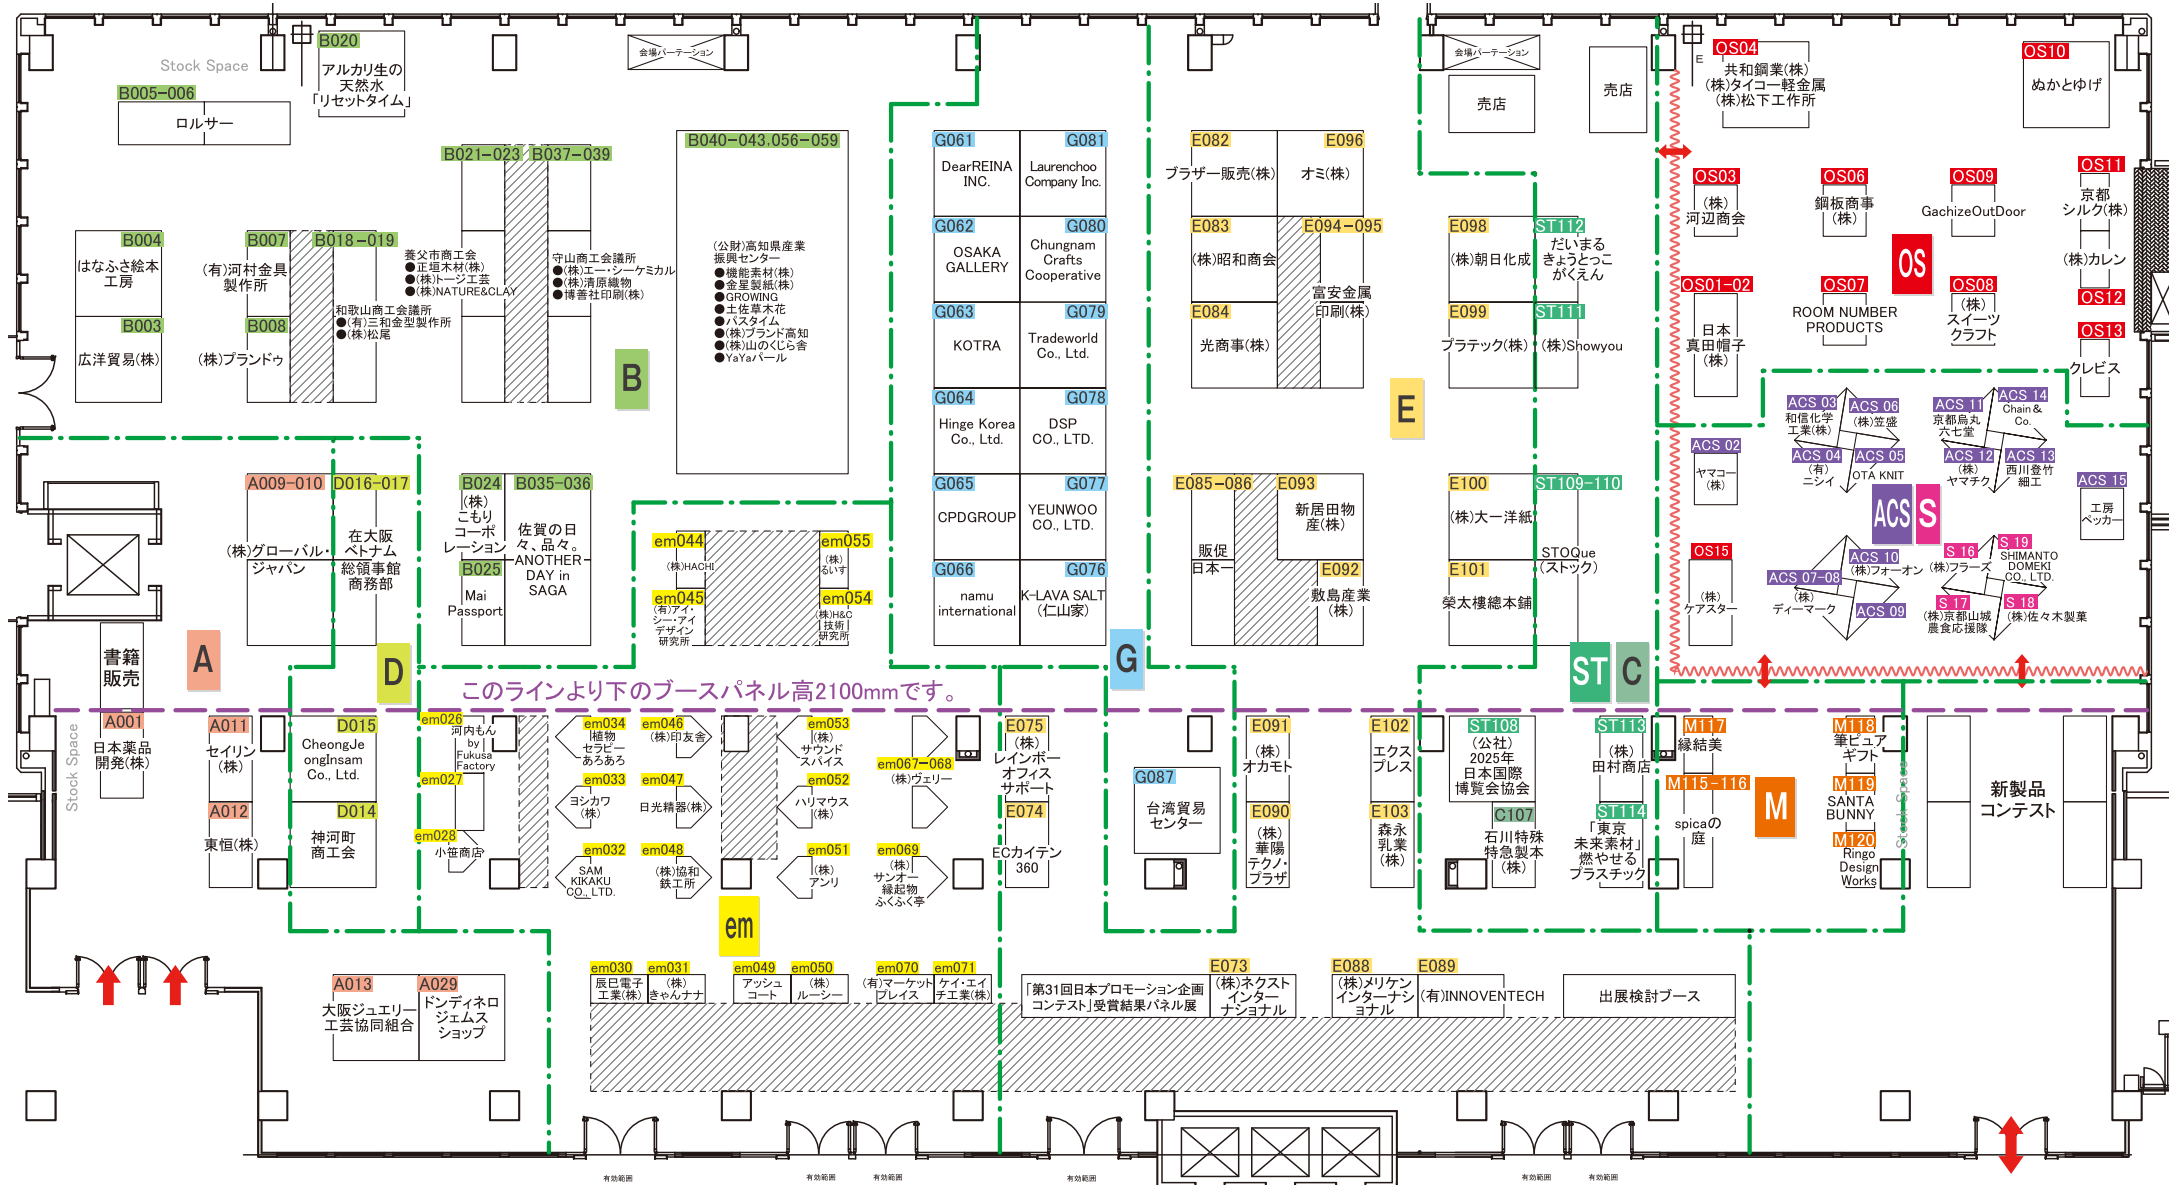 Stock Space
B020
アルカリ生の
天然水
「リセットタイム」
B005-006
ロルサー
会場パーテーション
会場パーテーション
売店
売店
B021-023
B037-039
養父市商工会
●正垣木材(株)
●(株)トージ工芸
●(株)NATURE&CLAY
守山商工会議所
●(株)エー・シーケミカル
●(株)清原織物
●博善社印刷(株)
B040-043.056-059
(公財)高知県産業
振興センター
●機能素材(株)
●金星製紙(株)
●GROWING
●土佐草木花
●バスタイム
●(株)ブランド高知
●(株)山のくじら舎
●YaYaパール
B004
はなふさ絵本
工房
B003
広洋貿易(株)
B007
(有)河村金具
製作所
B008
(株)プランドゥ
B018-019
和歌山商工会議所
●(有)三和金型製作所
●(株)松尾
B
G061
DearREINA
INC.
G081
Laurenchoo
Company Inc.
G062
OSAKA
GALLERY
G080
Chungnam
Crafts
Cooperative
G063
KOTRA
G079
Tradeworld
Co., Ltd.
G064
Hinge Korea
Co., Ltd.
G078
DSP
CO., LTD.
G065
CPDGROUP
G077
YEUNWOO
CO., LTD.
G066
namu
international
G076
K-LAVA SALT
(仁山家)
G
E082
ブラザー販売(株)
E096
オミ(株)
E083
(株)昭和商会
E094-095
富安金属
印刷(株)
E084
光商事(株)
E098
(株)朝日化成
ST112
だいまる
きょうとっこ
がくえん
E099
プラテック(株)
ST111
(株)Showyou
E
E085-086
販促
日本一
E093
新居田物
産(株)
E092
敷島産業
(株)
E100
(株)大一洋紙
ST109-110
STOQue
(ストック)
E101
榮太樓總本鋪
ST
C
E
OS04
共和鋼業(株)
(株)タイコー軽金属
(株)松下工作所
OS10
ぬかとゆげ
OS03
(株)
河辺商会
OS06
鋼板商事
(株)
OS09
GachizeOutDoor
OS11
京都
シルク(株)
(株)カレン
OS12
OS
OS01-02
日本
真田帽子
(株)
OS07
ROOM NUMBER
PRODUCTS
OS08
(株)
スイーツ
クラフト
OS13
クレビス
ACS 03
和信化学
工業(株)
ACS 06
(株)笠盛
ACS 04
(有)
ニシイ
ACS 05
OTA KNIT
ACS 11
京都烏丸
六七堂
ACS 14
Chain&
Co.
ACS 12
(株)
ヤマチク
ACS 13
西川登竹
細工
ACS 02
ヤマコー
(株)
ACS 15
工房
ペッカー
ACS
S
OS15
(株)
ケアスター
ACS 10
(株)フォーオン
ACS 07-08
(株)
ディーマーク
ACS 09
S 16
(株)フラーズ
S 19
SHIMANTO
DOMEKI
CO., LTD.
S 17
(株)京都山城
農食応援隊
S 18
(株)佐々木製菓
A009-010
(株)グローバル・
ジャパン
D016-017
在大阪
ベトナム
総領事館
商務部
B024
(株)
こもり
コーポ
レーション
B025
Mai
Passport
B035-036
佐賀の日
々、品々。
ANOTHER
DAY in
SAGA
em044
(株)HACHI
em045
(有)アイ・
シー・アイ
デザイン
研究所
em055
(株)
るいす
em054
(株)H&C
技術
研究所
書籍
販売
A
D
このラインより下のブースパネル高2100mmです。
Stock Space
A001
日本薬品
開発(株)
A011
セイリン
(株)
A012
東恒(株)
D015
CheongJe
ongInsam
Co., Ltd.
D014
神河町
商工会
em026
河内もん
by
Fukusa
Factory
em027
em028
小笹商店
em034
植物
セラピー
あろあろ
em033
ヨシカワ
(株)
em032
SAM
KIKAKU
CO., LTD.
em046
(株)印友舎
em047
日光精器(株)
em048
(株)協和
鉄工所
em053
(株)
サウンド
スパイス
em052
ハリマウス
(株)
em051
(株)
アンリ
em067-068
(株)ヴェリー
em069
(株)
サンオー
縁起物
ふくふく亭
em
E075
(株)
レインボー
オフィス
サポート
E074
ECカイテン
360
G087
台湾貿易
センター
E091
(株)
オカモト
E090
(株)
華陽
テクノ・
プラザ
E102
エクス
プレス
E103
森永
乳業
(株)
ST108
(公社)
2025年
日本国際
博覧会協会
C107
石川特殊
特急製本
(株)
ST113
(株)
田村商店
ST114
「東京
未来素材」
燃やせる
プラスチック
M117
縁結美
M115-116
spicaの
庭
M
M118
筆ピュア
ギフト
M119
SANTA
BUNNY
M120
Ringo
Design
Works
Stock Space
新製品
コンテスト
A013
大阪ジュエリー
工芸協同組合
A029
ドンディネロ
ジェムス
ショップ
em030
辰巳電子
工業(株)
em031
(株)
きゃんナナ
em049
アッシュ
コート
em050
(株)
ルーシー
em070
(有)マーケット
プレイス
em071
ケイ・エイ
チ工業(株)
「第31回日本プロモーション企画
コンテスト」受賞結果パネル展
E073
(株)ネクスト
インター
ナショナル
E088
(株)メリケン
インターナシ
ョナル
E089
(有)INNOVENTECH
出展検討ブース
有効範囲
有効範囲
有効範囲
有効範囲
有効範囲
有効範囲